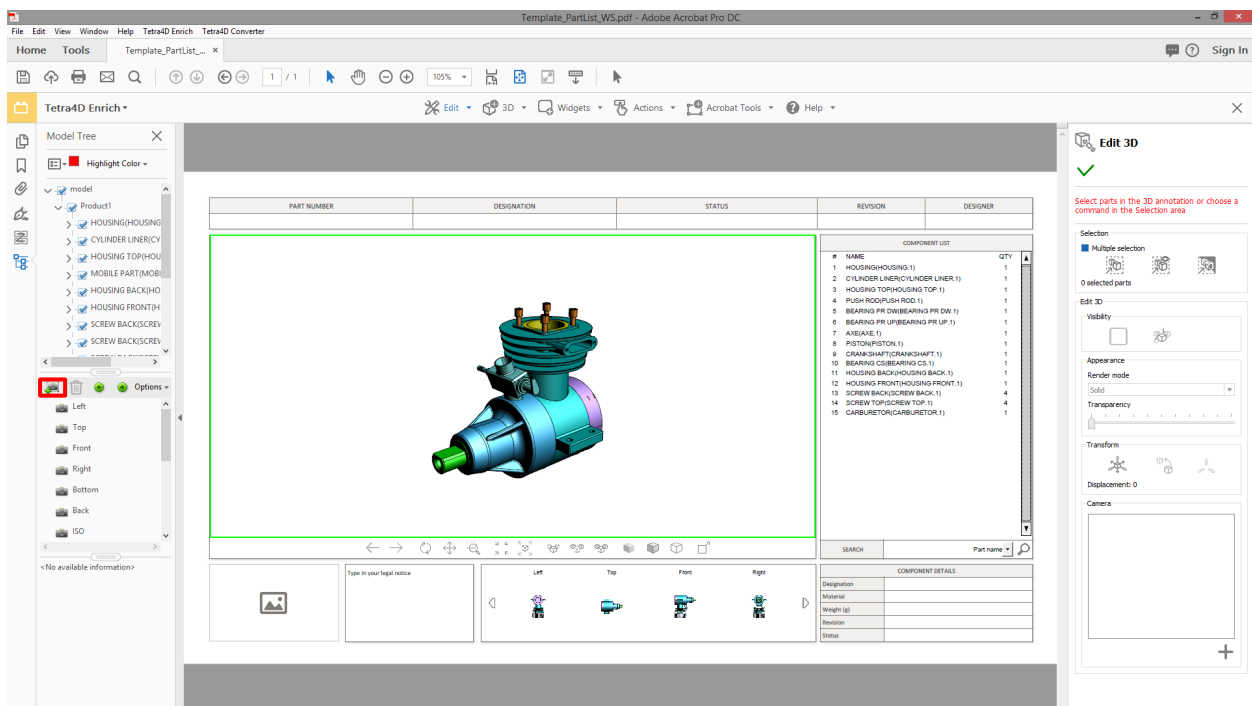 Template_PartList_WS.pdf - Adobe Acrobat Pro DC
File Edit View Window Help Tetra4D Enrich Tetra4D Converter
Home Tools Template_PartList_... × Sign In
1 / 1 105%
Tetra4D Enrich Edit 3D Widgets Actions Acrobat Tools Help
Model Tree
Highlight Color
model
Product1
HOUSING(HOUSING
CYLINDER LINER(CY
HOUSING TOP(HOU
MOBILE PART(MOBI
HOUSING BACK(HO
HOUSING FRONT(H
SCREW BACK(SCREW
SCREW BACK(SCREW
Options
Left
Top
Front
Right
Bottom
Back
ISO
<No available information>
PART NUMBER DESIGNATION STATUS REVISION DESIGNER
COMPONENT LIST
# NAME QTY
1 HOUSING(HOUSING.1) 1
2 CYLINDER LINER(CYLINDER LINER.1) 1
3 HOUSING TOP(HOUSING TOP.1) 1
4 PUSH ROD(PUSH ROD.1) 1
5 BEARING PR DW(BEARING PR DW.1) 1
6 BEARING PR UP(BEARING PR UP.1) 1
7 AXE(AXE.1) 1
8 PISTON(PISTON.1) 1
9 CRANKSHAFT(CRANKSHAFT.1) 1
10 BEARING CS(BEARING CS.1) 1
11 HOUSING BACK(HOUSING BACK.1) 1
12 HOUSING FRONT(HOUSING FRONT.1) 1
13 SCREW BACK(SCREW BACK.1) 4
14 SCREW TOP(SCREW TOP.1) 4
15 CARBURETOR(CARBURETOR.1) 1
SEARCH Part name
Type in your legal notice
Left Top Front Right
COMPONENT DETAILS
Designation
Material
Weight (g)
Revision
Status
Edit 3D
Select parts in the 3D annotation or choose a
command in the Selection area
Selection
Multiple selection
0 selected parts
Edit 3D
Visibility
Appearance
Render mode
Solid
Transparency
Transform
Displacement: 0
Camera